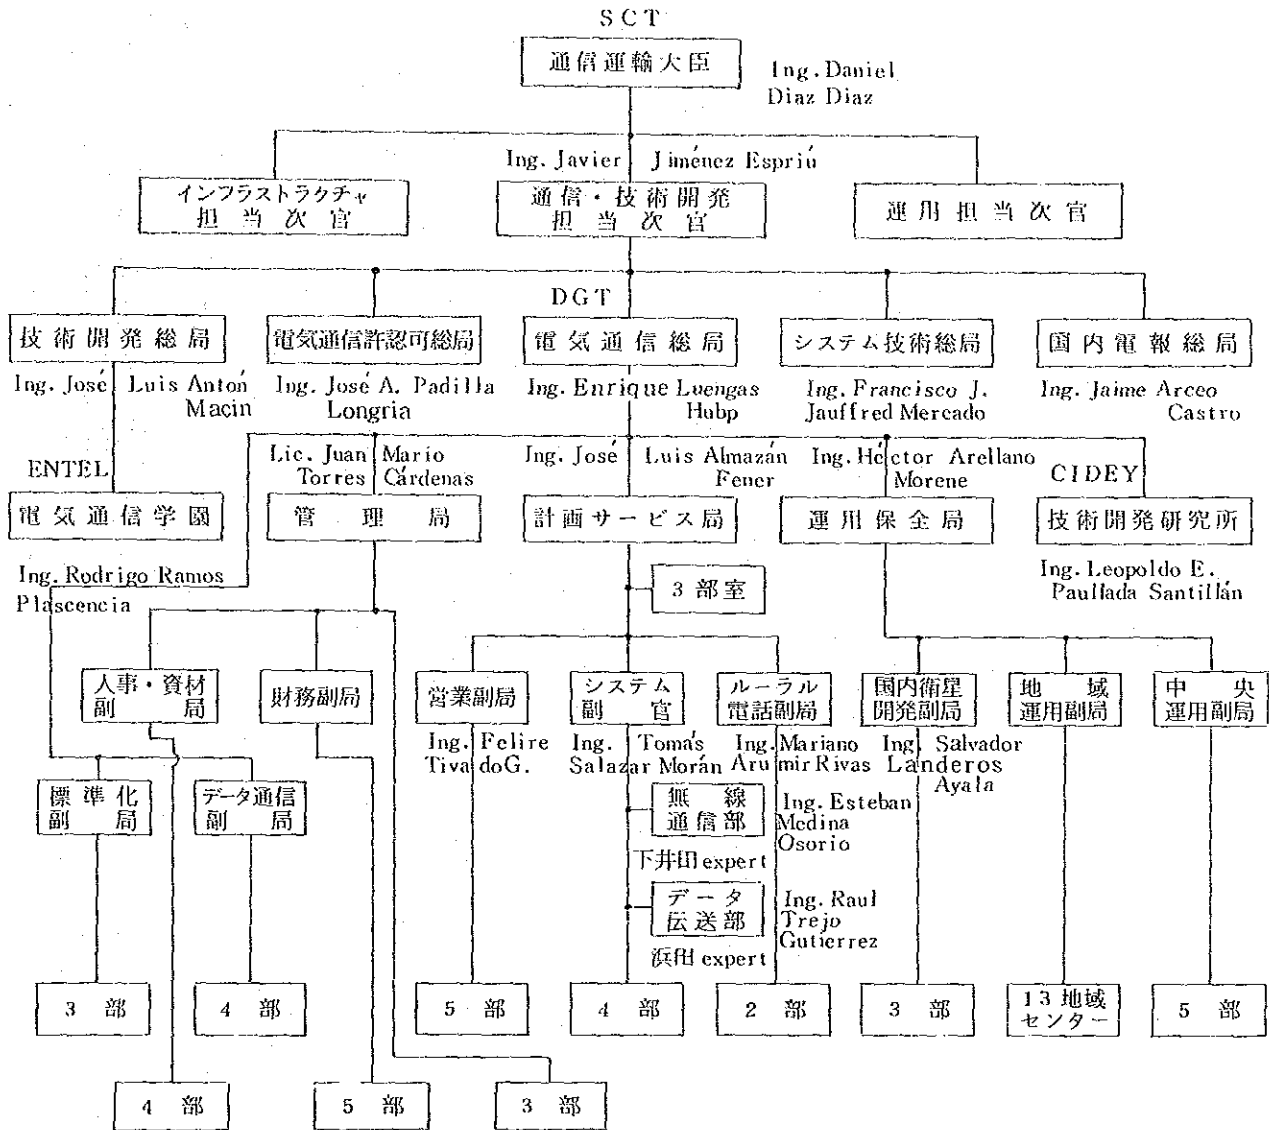 SCT
通信運輸大臣
Ing. Daniel
Diaz Diaz
Ing. Javier Jiménez Espriú
インフラストラクチャ
担当次官
通信・技術開発
担当次官
運用担当次官
DGT
技術開発総局
電気通信許認可総局
電気通信総局
システム技術総局
国内電報総局
Ing. José Luis Antoń
Macin
Ing. José A. Padilla
Longria
Ing. Enrique Luengas
Hubp
Ing. Francisco J.
Jauffred Mercado
Ing. Jaime Arceo
Castro
ENTEL
Lic. Juan Mario
Torres Cárdenas
Ing. José Luis Almazán
Fener
Ing. Héctor Arellano
Morene
CIDEY
電気通信学園
管理局
計画サービス局
運用保全局
技術開発研究所
Ing. Rodrigo Ramos
Plascencia
Ing. Leopoldo E.
Paullada Santillán
3部室
人事・資材
副局
財務副局
営業副局
システム
副官
ルーラル
電話副局
国内衛星
開発副局
地域
運用副局
中央
運用副局
Ing. Felire
Tiva doG.
Ing. Tomás
Salazar Morán
Ing. Mariano
Arumir Rivas
Ing. Salvador
Landeros
Ayala
標準化
副局
データ通信
副局
無線
通信部
Ing. Esteban
Medina
Osorio
下井田 expert
データ
伝送部
Ing. Raul
Trejo
Gutierrez
浜田 expert
3部
4部
5部
4部
2部
3部
13地域
センター
5部
4部
5部
3部